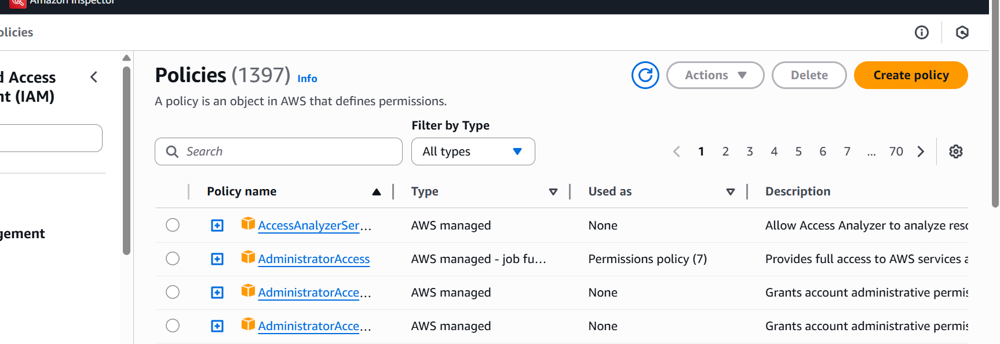 Amazon Inspector
olicies
d Access
nt (IAM)
gement
Policies (1397) Info
A policy is an object in AWS that defines permissions.
Actions
Delete
Create policy
Filter by Type
Search
All types
1 2 3 4 5 6 7 ... 70
Policy name Type Used as Description
AccessAnalyzerSer... AWS managed None Allow Access Analyzer to analyze resc
AdministratorAccess AWS managed - job fu... Permissions policy (7) Provides full access to AWS services a
AdministratorAcce... AWS managed None Grants account administrative permis
AdministratorAcce... AWS managed None Grants account administrative permis